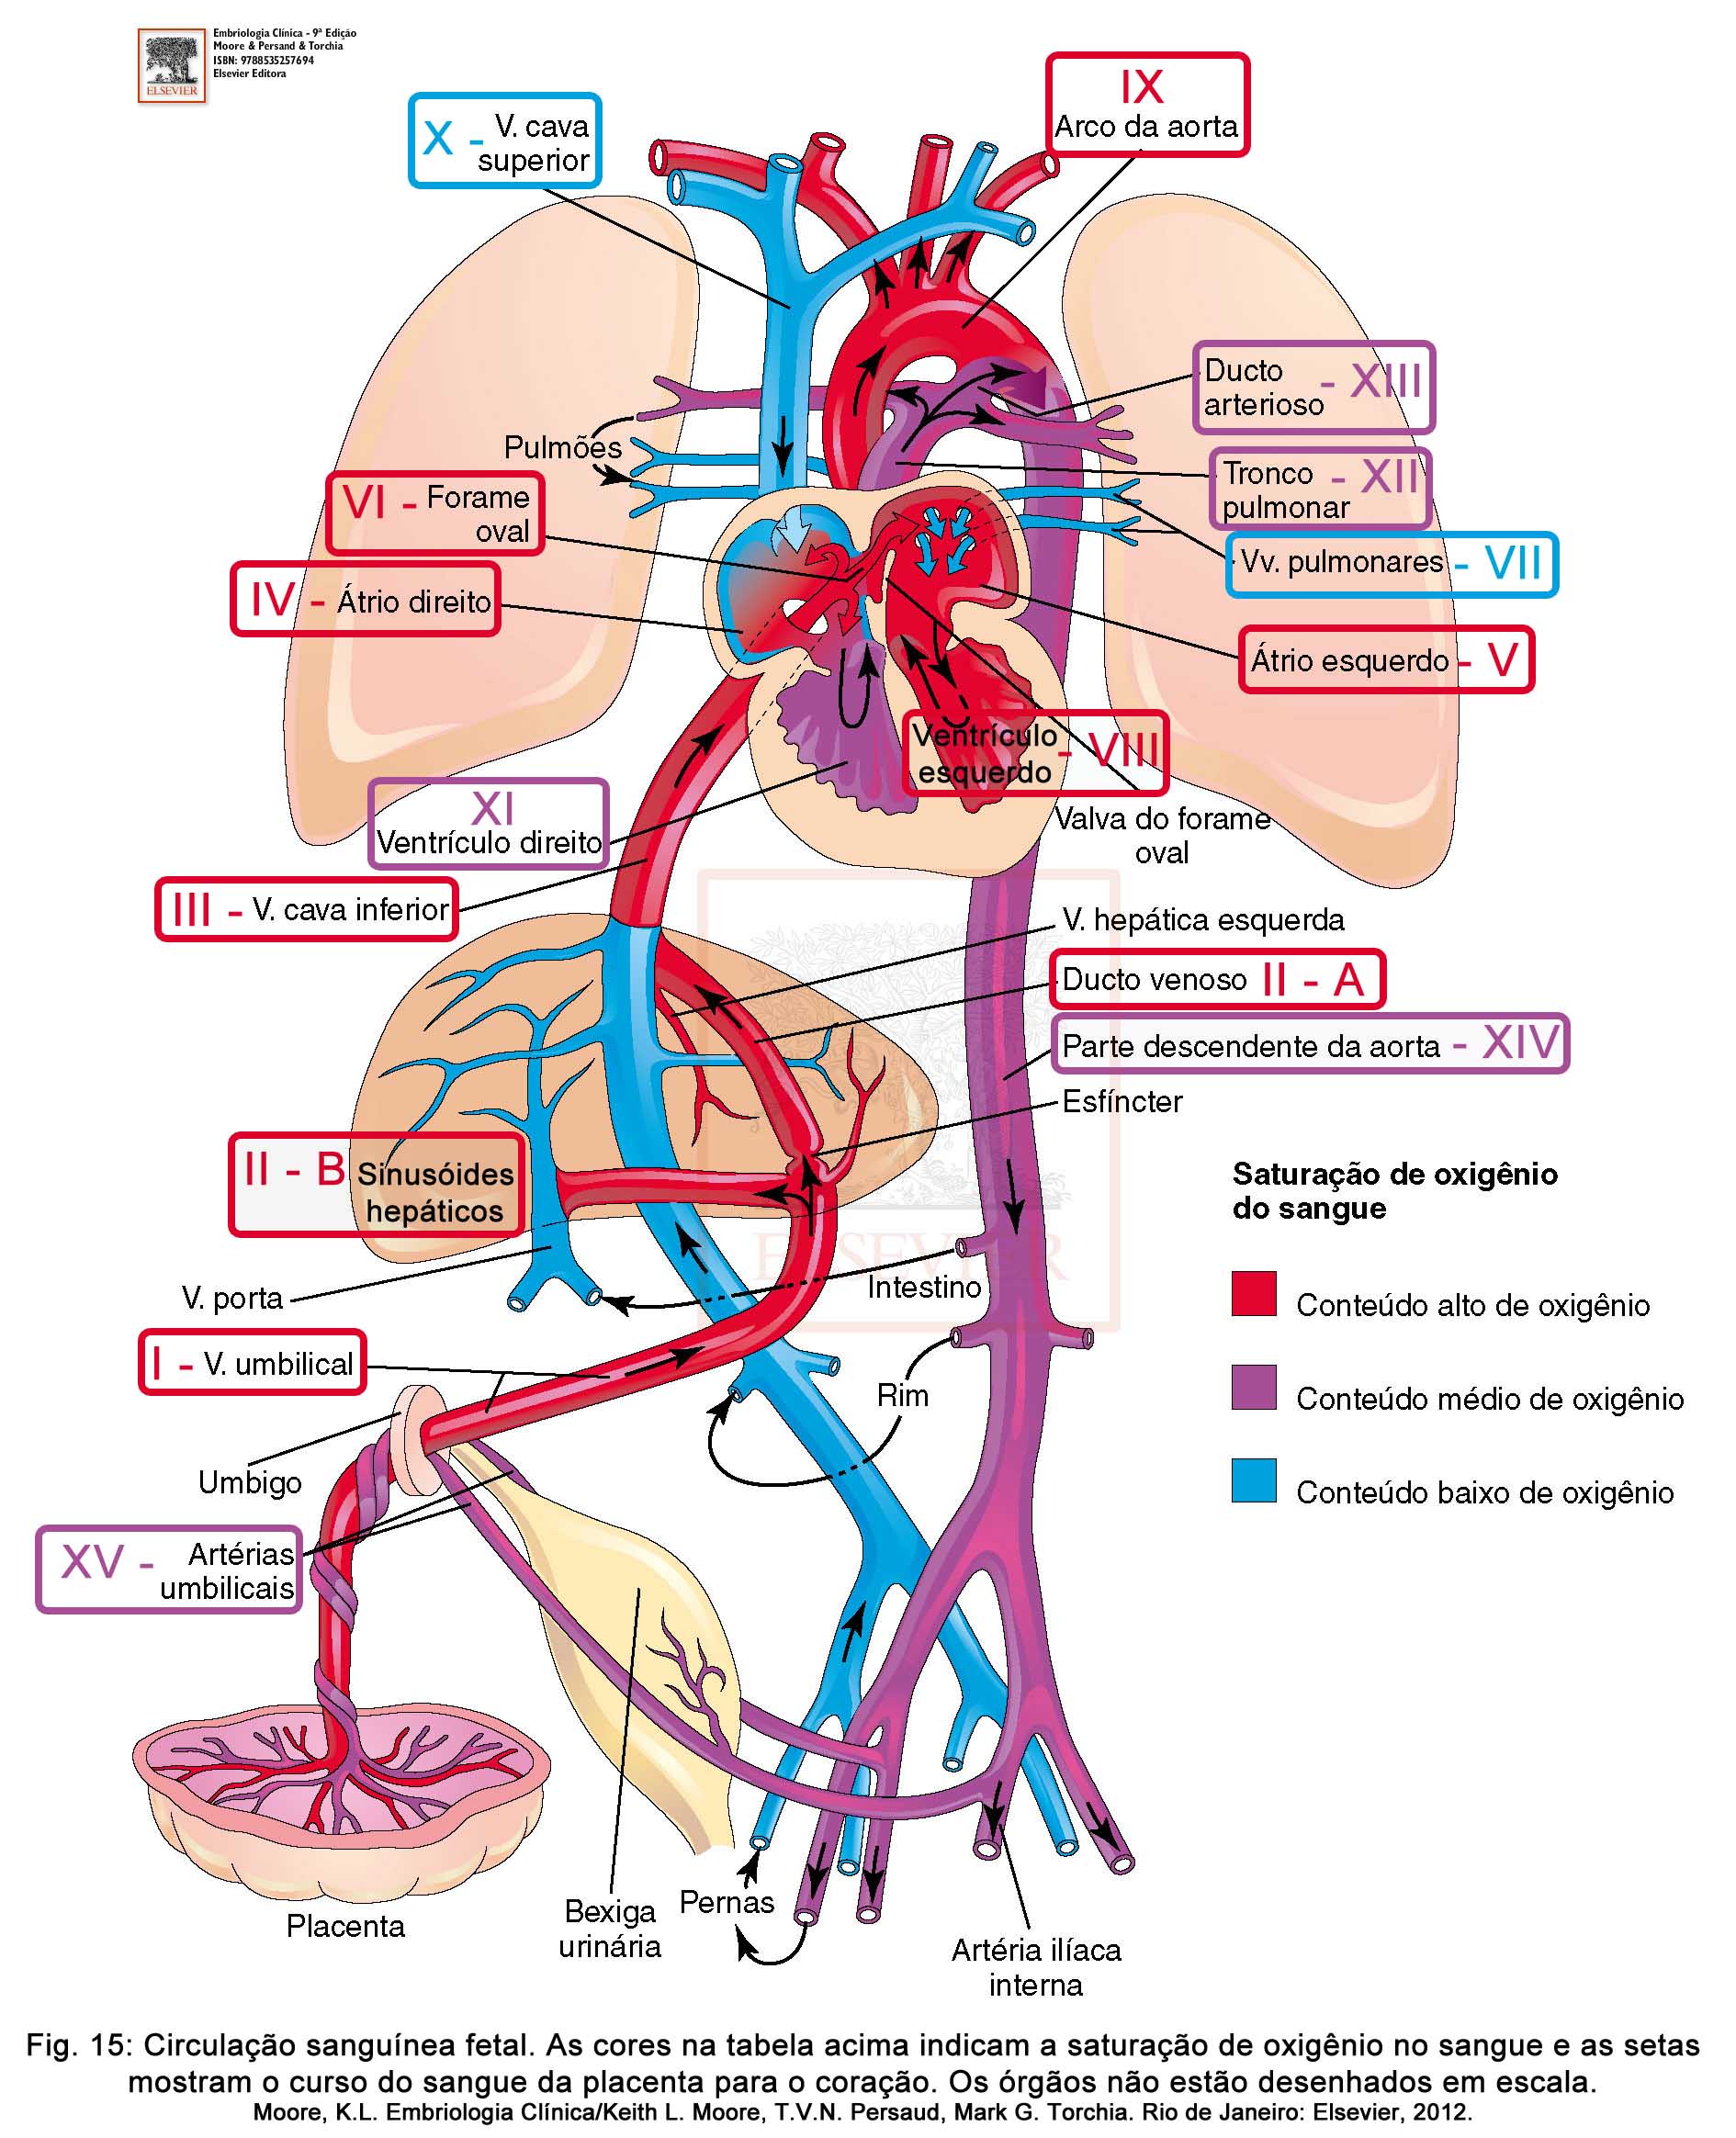 Embriologia Clínica - 9ª Edição
Moore & Persand & Torchia
ISBN: 9788535257694
Elsevier Editora
ELSEVIER
IX
Arco da aorta
X - V. cava
superior
Ducto
arterioso - XIII
Pulmões
Tronco
pulmonar - XII
VI - Forame
oval
Vv. pulmonares - VII
IV - Átrio direito
Átrio esquerdo - V
Ventrículo
esquerdo - VIII
XI
Ventrículo direito
Valva do forame
oval
III - V. cava inferior
V. hepática esquerda
Ducto venoso II - A
Parte descendente da aorta - XIV
Esfíncter
II - B Sinusóides
hepáticos
Saturação de oxigênio
do sangue
ELSEVIER
Intestino
V. porta
Conteúdo alto de oxigênio
I - V. umbilical
Rim
Conteúdo médio de oxigênio
Umbigo
Conteúdo baixo de oxigênio
XV - Artérias
umbilicais
Placenta
Bexiga
urinária
Pernas
Artéria ilíaca
interna
Fig. 15: Circulação sanguínea fetal. As cores na tabela acima indicam a saturação de oxigênio no sangue e as setas
mostram o curso do sangue da placenta para o coração. Os órgãos não estão desenhados em escala.
Moore, K.L. Embriologia Clínica/Keith L. Moore, T.V.N. Persaud, Mark G. Torchia. Rio de Janeiro: Elsevier, 2012.